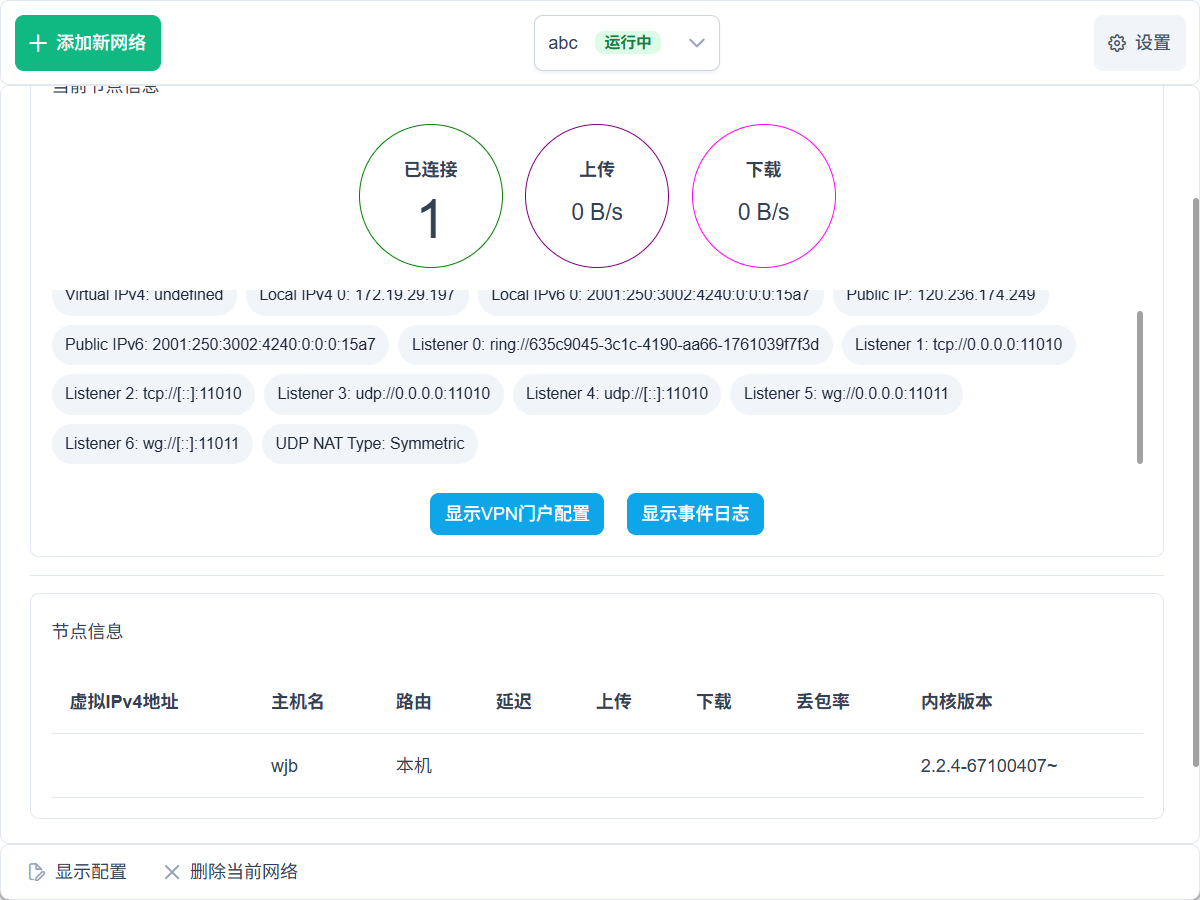 添加新网络
abc 运行中
设置
当前节点信息
已连接 上传 下载
1 0 B/s 0 B/s
Virtual IPv4: undefined Local IPv4 0: 172.19.29.197 Local IPv6 0: 2001:250:3002:4240:0:0:0:15a7 Public IP: 120.236.174.249
Public IPv6: 2001:250:3002:4240:0:0:0:15a7 Listener 0: ring://635c9045-3c1c-4190-aa66-1761039f7f3d Listener 1: tcp://0.0.0.0:11010
Listener 2: tcp://[::]:11010 Listener 3: udp://0.0.0.0:11010 Listener 4: udp://[::]:11010 Listener 5: wg://0.0.0.0:11011
Listener 6: wg://[::]:11011 UDP NAT Type: Symmetric
显示VPN门户配置 显示事件日志
节点信息
虚拟IPv4地址 主机名 路由 延迟 上传 下载 丢包率 内核版本
wjb 本机 2.2.4-67100407~
显示配置 删除当前网络